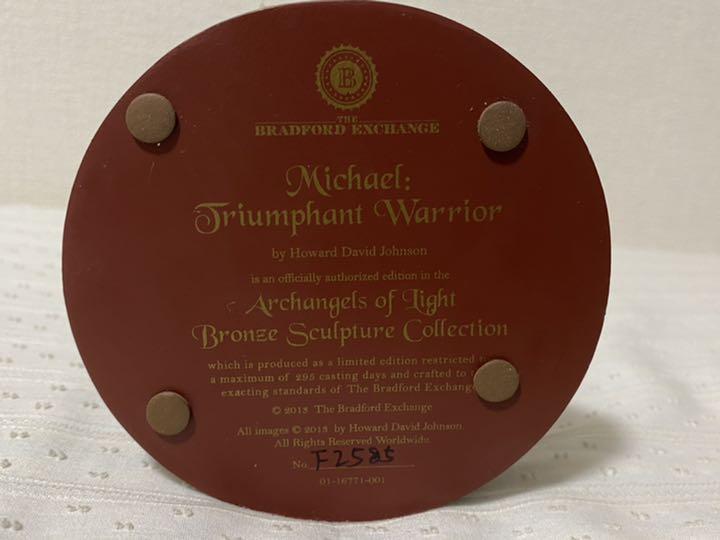 B
THE
BRADFORD EXCHANGE
Michael:
Triumphant Warrior
by Howard David Johnson
is an officially authorized edition in the
Archangels of Light
Bronze Sculpture Collection
which is produced as a limited edition restricted
a maximum of 295 casting days and crafted to
exacting standards of The Bradford Exchange
© 2013 The Bradford Exchange
All images © 2013 by Howard David Johnson.
All Rights Reserved Worldwide.
No. F2585
01-16771-001